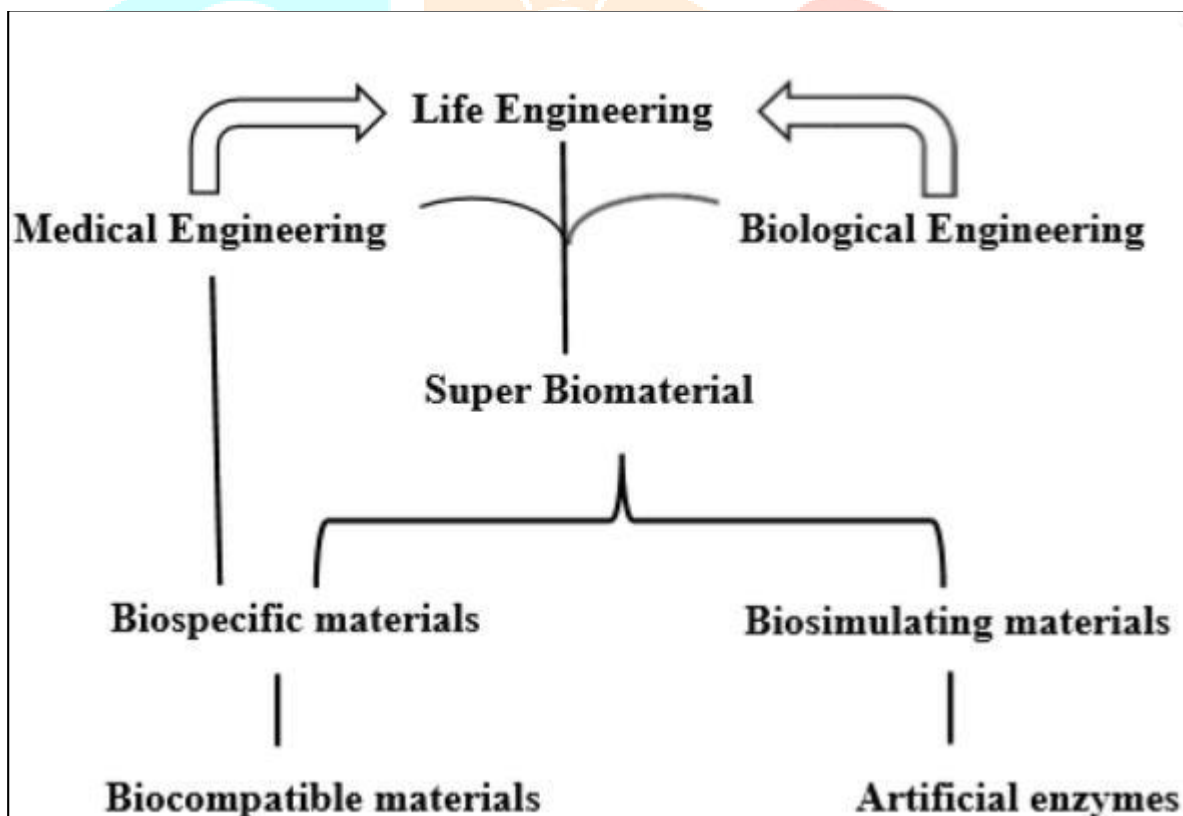 Life Engineering
Medical Engineering
Biological Engineering
Super Biomaterial
Biospecific materials
Biosimulating materials
Biocompatible materials
Artificial enzymes